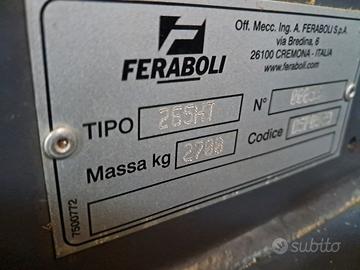 Off. Mecc. Ing. A. FERABOLI S.p.A.
via Bredina, 6
26100 CREMONA - ITALIA
www.feraboli.com
FERABOLI
TIPO 265HT N°
Massa kg 2700 Codice
7500772
subito